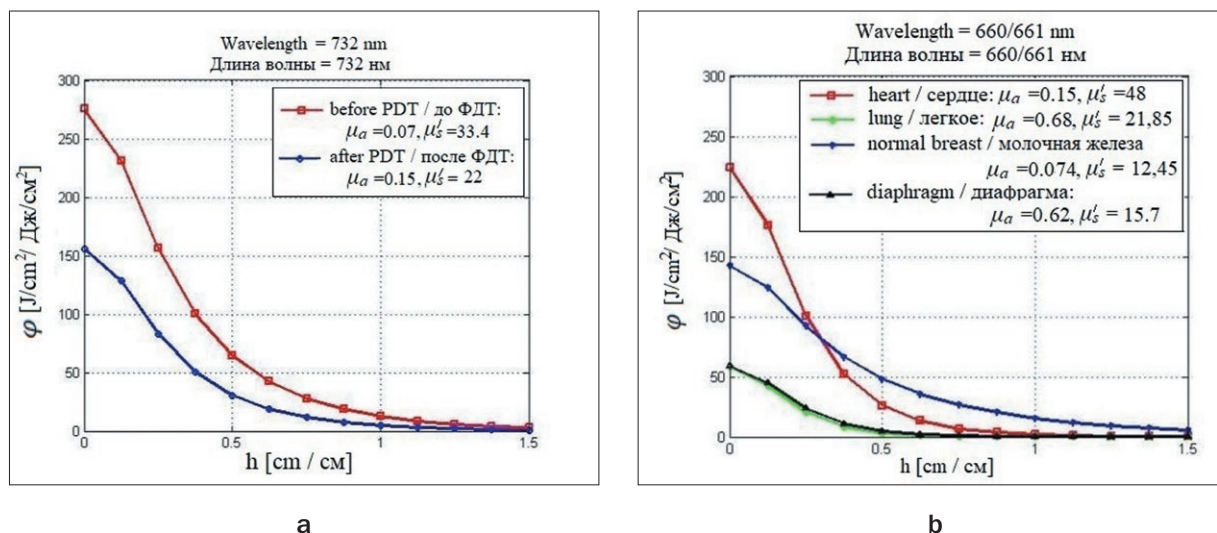 Wavelength = 732 nm
Длина волны = 732 нм
300
250
200
150
100
50
0
φ [J/cm²/ Дж/см²]
before PDT / до ФДТ:
μₐ =0.07, μ′ₛ =33.4
after PDT / после ФДТ:
μₐ =0.15, μ′ₛ = 22
0
0.5
1
1.5
h [cm / см]
a
Wavelength = 660/661 nm
Длина волны = 660/661 нм
300
250
200
150
100
50
0
φ [J/cm²/ Дж/см²]
heart / сердце: μₐ =0.15, μ′ₛ =48
lung / легкое: μₐ =0.68, μ′ₛ = 21,85
normal breast / молочная железа
μₐ =0.074, μ′ₛ = 12,45
diaphragm / диафрагма:
μₐ =0.62, μ′ₛ = 15.7
0
0.5
1
1.5
h [cm / см]
b